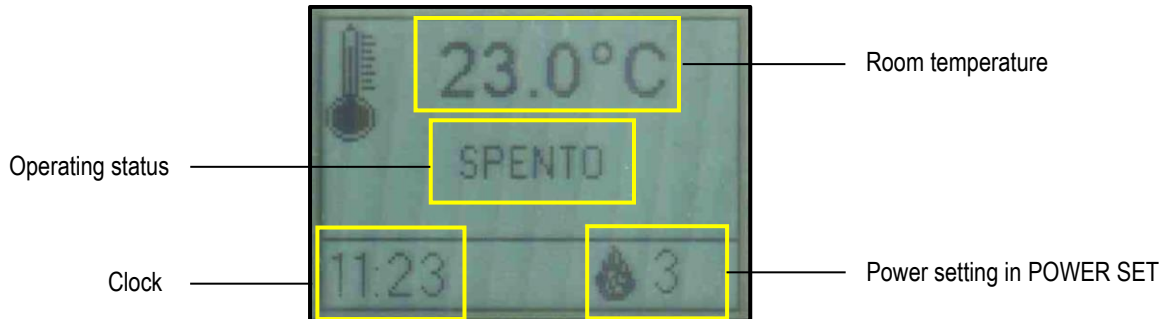 23.0°C
Room temperature
Operating status
SPENTO
Clock
11:23
3
Power setting in POWER SET